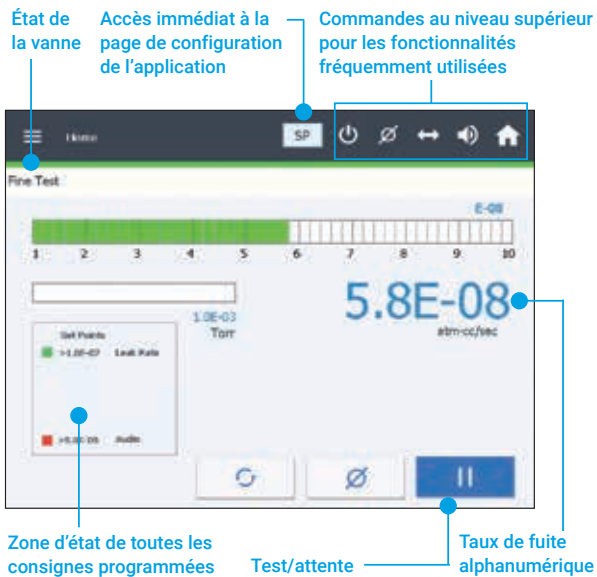 État de
la vanne
Accès immédiat à la
page de configuration
de l'application
Commandes au niveau supérieur
pour les fonctionnalités
fréquemment utilisées
Home
SP
Fine Test
E-08
1 2 3 4 5 6 7 8 9 10
5.8E-08
atm-cc/sec
1.0E-03
Torr
Set Points
>1.0E-07 Leak Rate
Audio
Zone d'état de toutes les
consignes programmées
Test/attente
Taux de fuite
alphanumérique